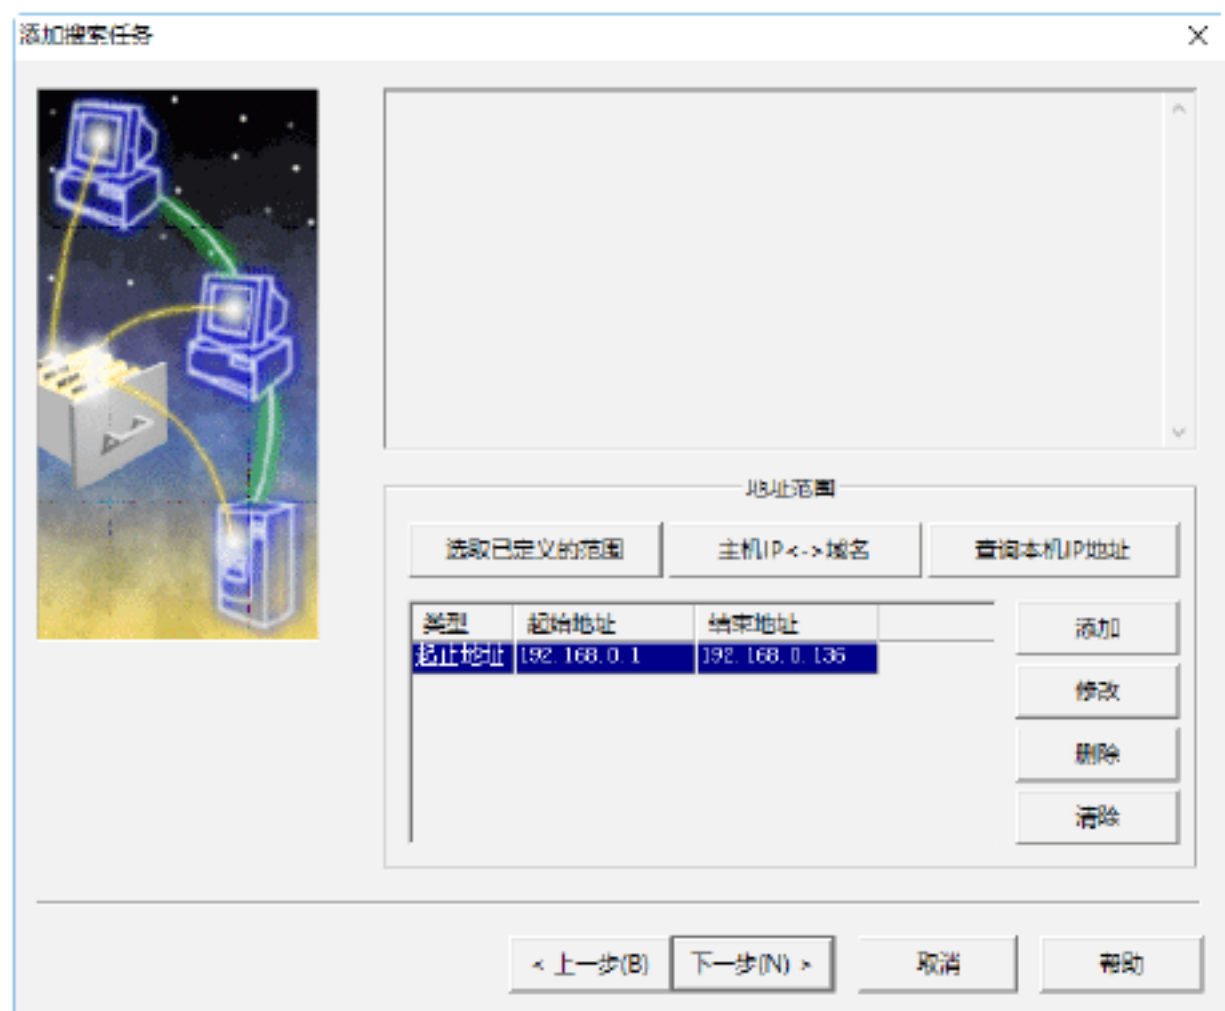 添加搜索任务
地址范围
选取已定义的范围 主机IP<->域名 查询本机IP地址
类型 起始地址 结束地址
起止地址 192.168.0.1 192.168.0.136
添加
修改
删除
清除
< 上一步(B) 下一步(N) > 取消 帮助